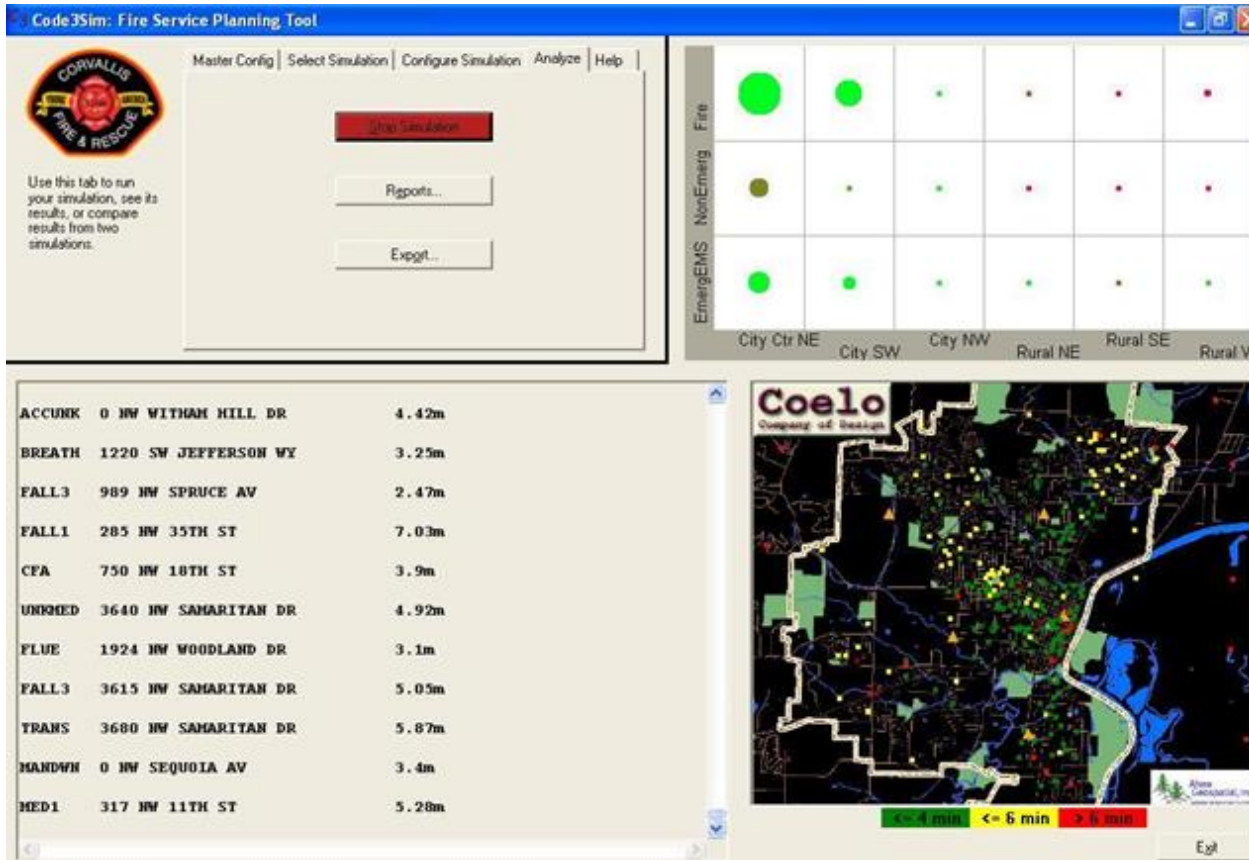 Code3Sim: Fire Service Planning Tool
CORVALLIS
FIRE & RESCUE
Use this tab to run
your simulation, see its
results, or compare
results from two
simulations.
Master Config Select Simulation Configure Simulation Analyze Help
Stop Simulation
Reports...
Export...
Fire
NonEmerg
EmergEMS
City Ctr NE
City SW
City NW
Rural NE
Rural SE
Rural
ACCUNK 0 NW WITHAM HILL DR 4.42m
BREATH 1220 SW JEFFERSON WY 3.25m
FALL3 989 NW SPRUCE AV 2.47m
FALL1 285 NW 35TH ST 7.03m
CFA 750 NW 18TH ST 3.9m
UNKMED 3640 NW SAMARITAN DR 4.92m
FLUE 1924 NW WOODLAND DR 3.1m
FALL3 3615 NW SAMARITAN DR 5.05m
TRANS 3680 NW SAMARITAN DR 5.87m
MANDWN 0 NW SEQUOIA AV 3.4m
MED1 317 NW 11TH ST 5.28m
Coelo
Company of Design
<= 4 min <= 6 min > 6 min
Exit